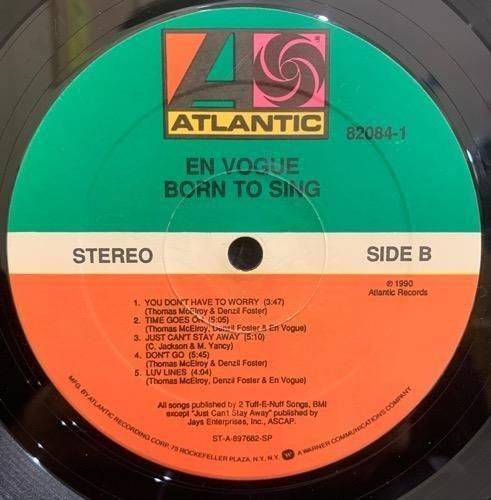 ATLANTIC
82084-1
EN VOGUE
BORN TO SING
STEREO
SIDE B
℗ 1990
Atlantic Records
1. YOU DON'T HAVE TO WORRY (3:47)
(Thomas McElroy & Denzil Foster)
2. TIME GOES ON (5:05)
(Thomas McElroy, Denzil Foster & En Vogue)
3. JUST CAN'T STAY AWAY (5:10)
(C. Jackson & M. Yancy)
4. DON'T GO (5:45)
(Thomas McElroy & Denzil Foster)
5. LUV LINES (4:04)
(Thomas McElroy, Denzil Foster & En Vogue)
All songs published by 2 Tuff-E-Nuff Songs, BMI
except "Just Can't Stay Away" published by
Jays Enterprises, Inc., ASCAP.
ST-A-897682-SP
MFG. BY ATLANTIC RECORDING CORP. 75 ROCKEFELLER PLAZA, N.Y. N.Y. A WARNER COMMUNICATIONS COMPANY